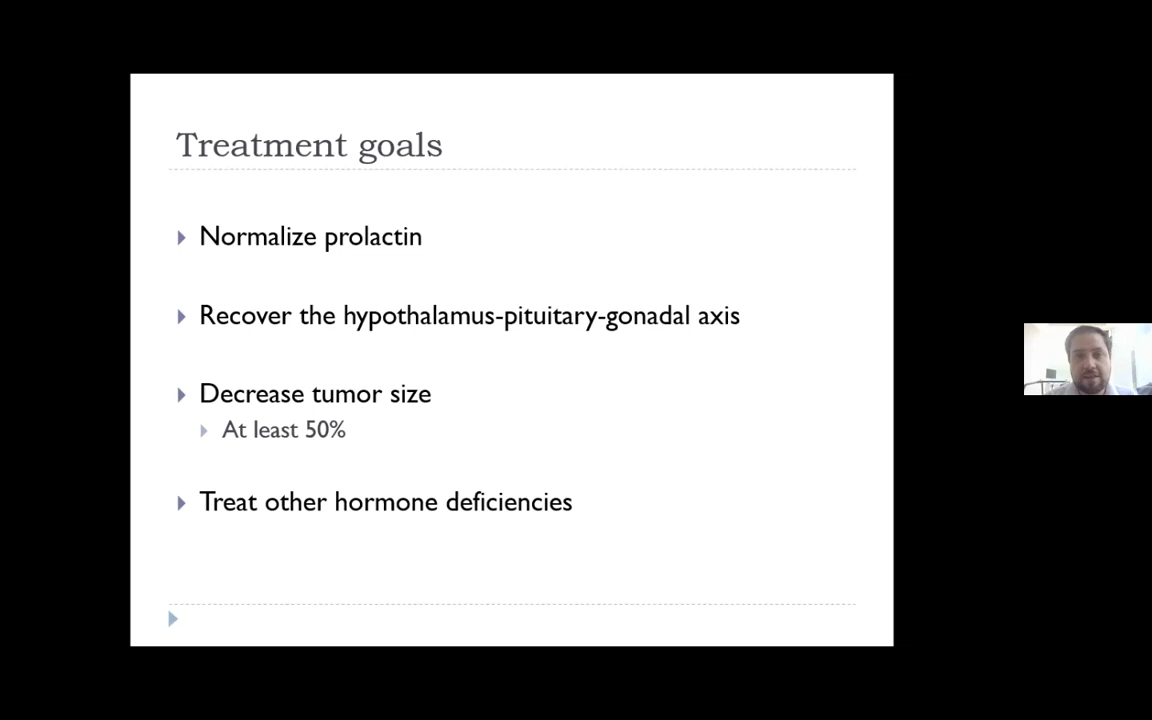 Treatment goals
Normalize prolactin
Recover the hypothalamus-pituitary-gonadal axis
Decrease tumor size
At least 50%
Treat other hormone deficiencies